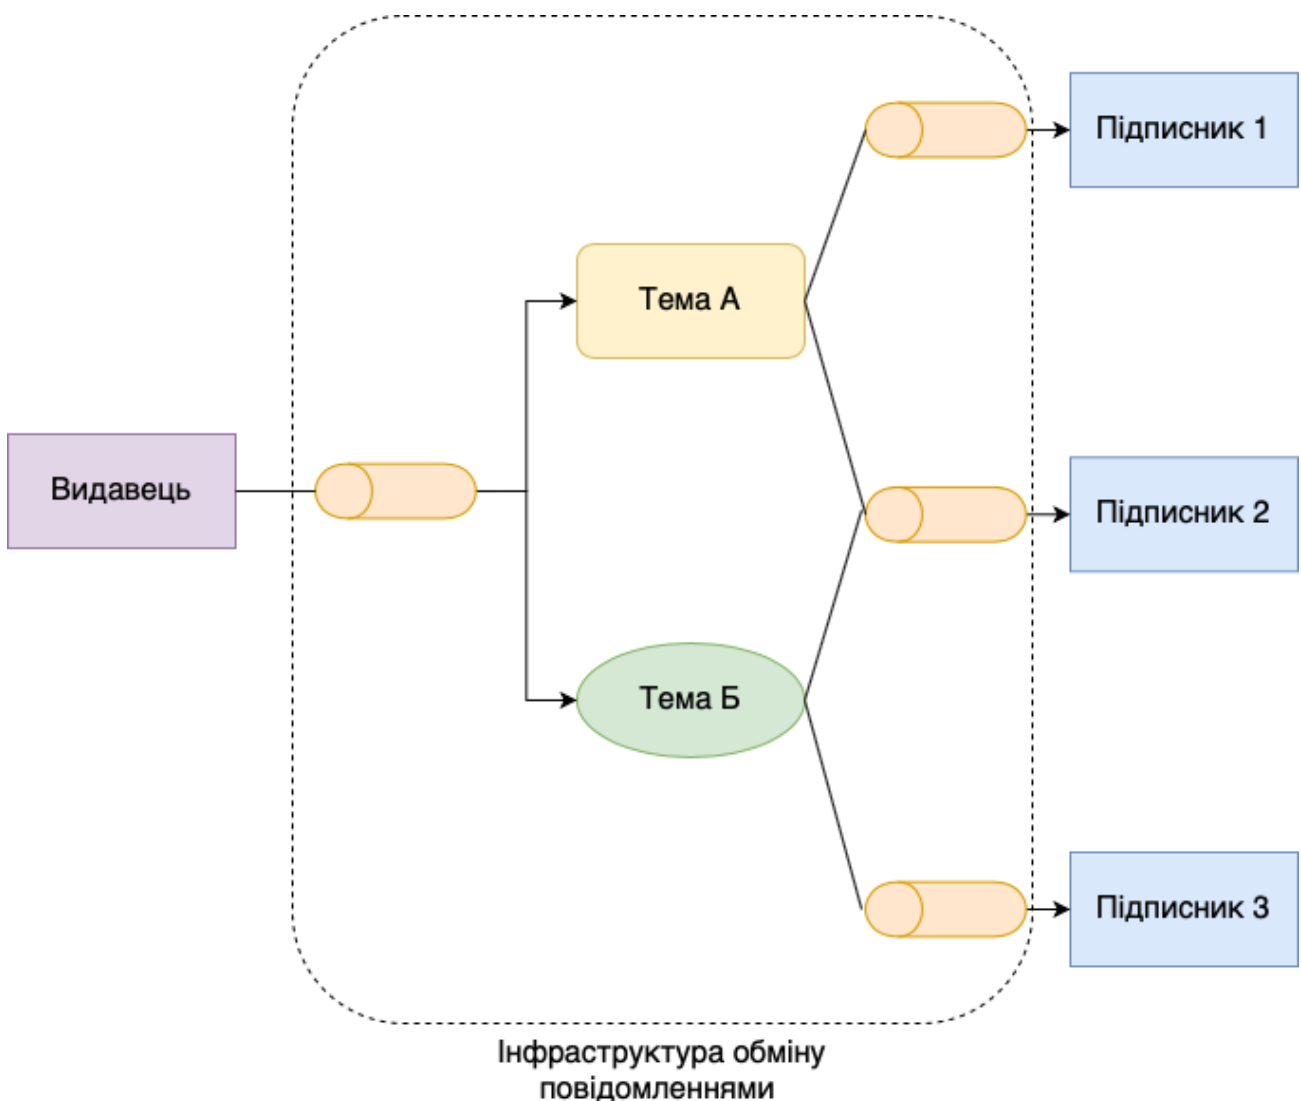 Підписник 1
Тема А
Видавець
Підписник 2
Тема Б
Підписник 3
Інфраструктура обміну
повідомленнями